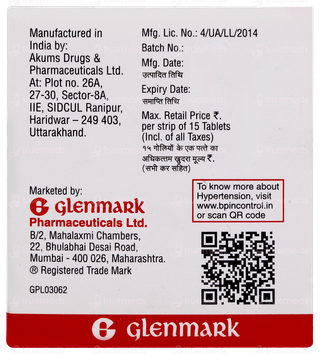 Manufactured in
India by:
Akums Drugs &
Pharmaceuticals Ltd.
At: Plot no. 26A,
27-30, Sector-8A,
IIE, SIDCUL Ranipur,
Haridwar – 249 403,
Uttarakhand.
Mfg. Lic. No.: 4/UA/LL/2014
Batch No.:
Mfg. Date:
उत्पादित तिथि
Expiry Date:
समाप्ति तिथि
Max. Retail Price ₹.
per strip of 15 Tablets
(Incl. of all Taxes)
१५ गोलियों के एक पत्ते का
अधिकतम खुदरा मूल्य ₹.
(सभी कर सहित)
Marketed by:
Glenmark
Pharmaceuticals Ltd.
B/2, Mahalaxmi Chambers,
22, Bhulabhai Desai Road,
Mumbai - 400 026, Maharashtra.
® Registered Trade Mark
GPL03062
To know more about
Hypertension, visit
www.bpincontrol.in
or scan QR code
Glenmark